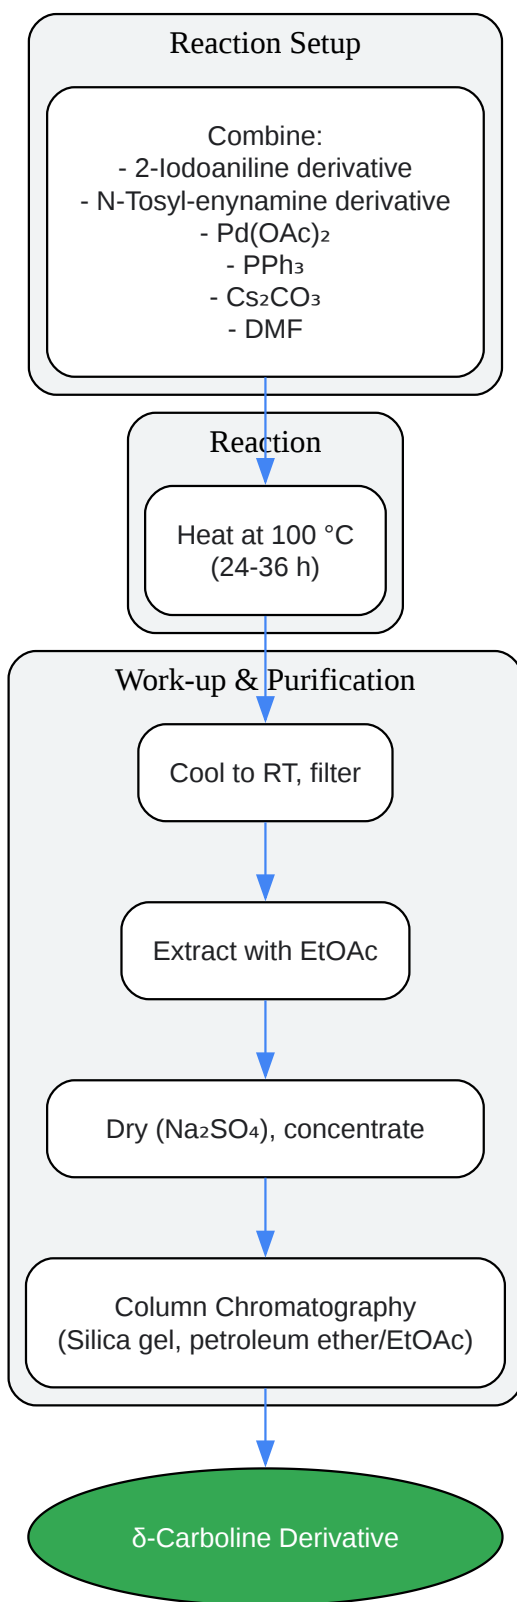 Reaction Setup
Combine:
- 2-Iodoaniline derivative
- N-Tosyl-enynamine derivative
- Pd(OAc)₂
- PPh₃
- Cs₂CO₃
- DMF
Reaction
Heat at 100 °C
(24-36 h)
Work-up & Purification
Cool to RT, filter
Extract with EtOAc
Dry (Na₂SO₄), concentrate
Column Chromatography
(Silica gel, petroleum ether/EtOAc)
δ-Carboline Derivative